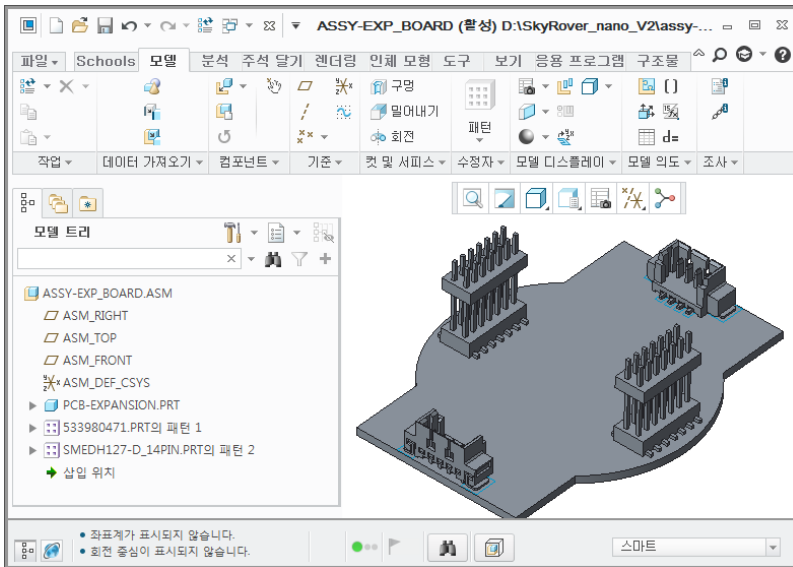 ASSY-EXP_BOARD (활성) D:\SkyRover_nano_V2\assy-...
파일 Schools 모델 분석 주석 달기 렌더링 인체 모형 도구 보기 응용 프로그램 구조물
구멍
밀어내기
회전
패턴
d=
작업 데이터 가져오기 컴포넌트 기준 컷 및 서피스 수정자 모델 디스플레이 모델 의도 조사
모델 트리
ASSY-EXP_BOARD.ASM
ASM_RIGHT
ASM_TOP
ASM_FRONT
ASM_DEF_CSYS
PCB-EXPANSION.PRT
533980471.PRT의 패턴 1
SMEDH127-D_14PIN.PRT의 패턴 2
삽입 위치
• 좌표계가 표시되지 않습니다.
• 회전 중심이 표시되지 않습니다.
스마트